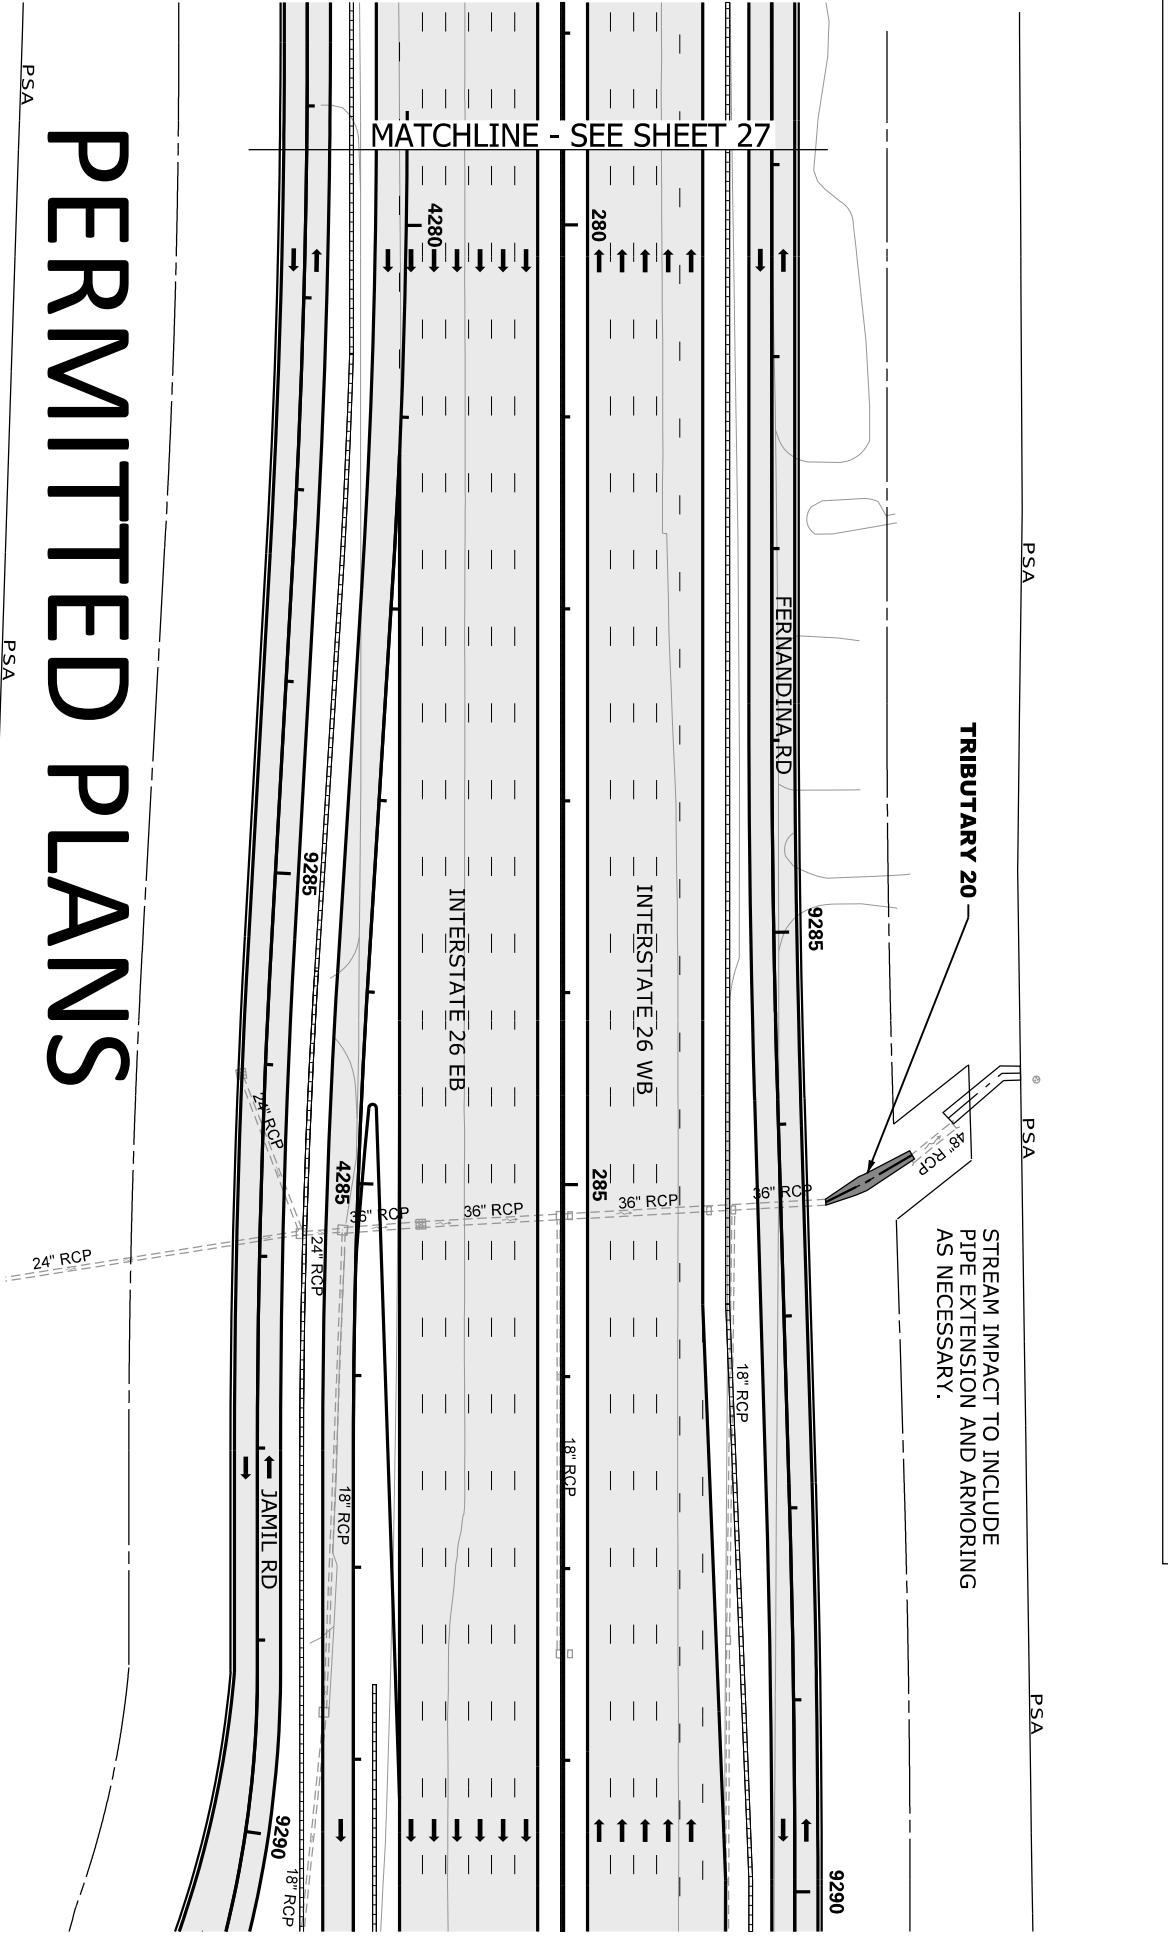 MATCHLINE - SEE SHEET 27
PSA
PSA
PERMITTED PLANS
4280
280
PSA
FERNANDINA RD
TRIBUTARY 20
9285
9285
INTERSTATE 26 EB
INTERSTATE 26 WB
24" RCP
48" RCP
PSA
4285
285
36" RCP
36" RCP
36" RCP
36" RCP
24" RCP
24" RCP
STREAM IMPACT TO INCLUDE
PIPE EXTENSION AND ARMORING
AS NECESSARY.
18" RCP
18" RCP
18" RCP
JAMIL RD
PSA
9290
9290
18" RCP